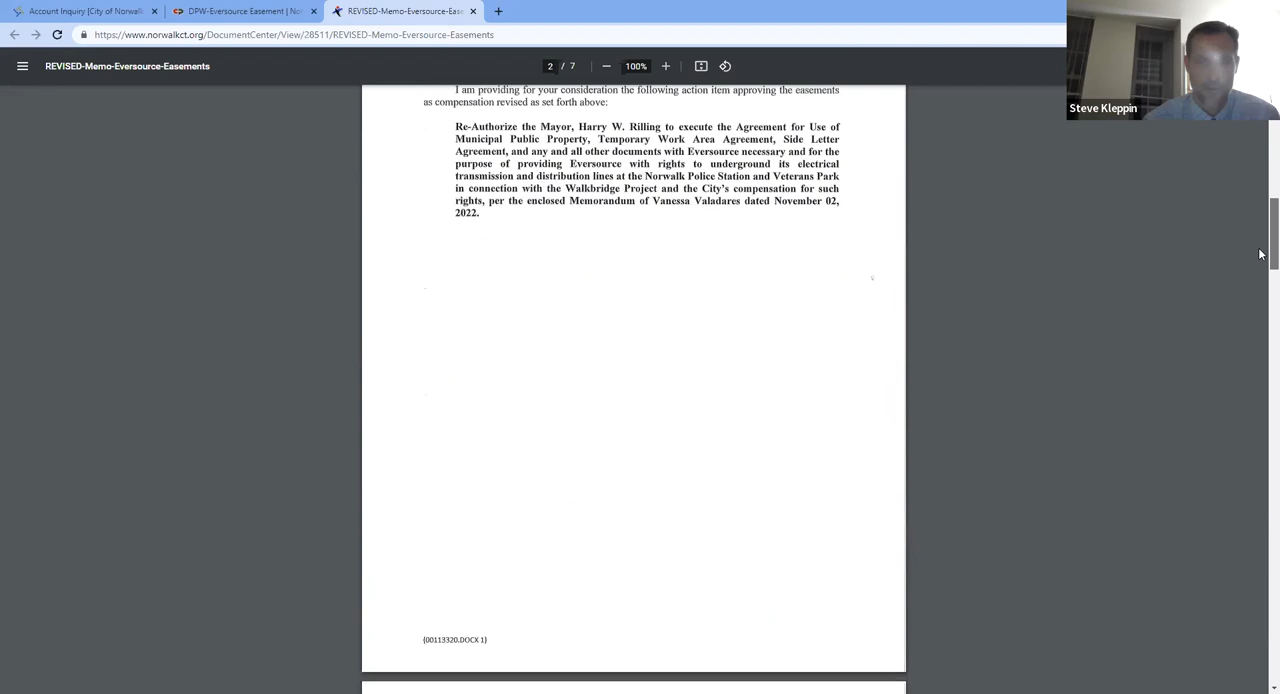 Account Inquiry [City of Norwalk
DPW-Eversource Easement | Nor
REVISED-Memo-Eversource-Ease
https://www.norwalkct.org/DocumentCenter/View/28511/REVISED-Memo-Eversource-Easements
REVISED-Memo-Eversource-Easements
2 / 7
100%
Steve Kleppin
I am providing for your consideration the following action item approving the easements
as compensation revised as set forth above:
Re-Authorize the Mayor, Harry W. Rilling to execute the Agreement for Use of
Municipal Public Property, Temporary Work Area Agreement, Side Letter
Agreement, and any and all other documents with Eversource necessary and for the
purpose of providing Eversource with rights to underground its electrical
transmission and distribution lines at the Norwalk Police Station and Veterans Park
in connection with the Walkbridge Project and the City's compensation for such
rights, per the enclosed Memorandum of Vanessa Valadares dated November 02,
2022.
{00113320.DOCX 1}